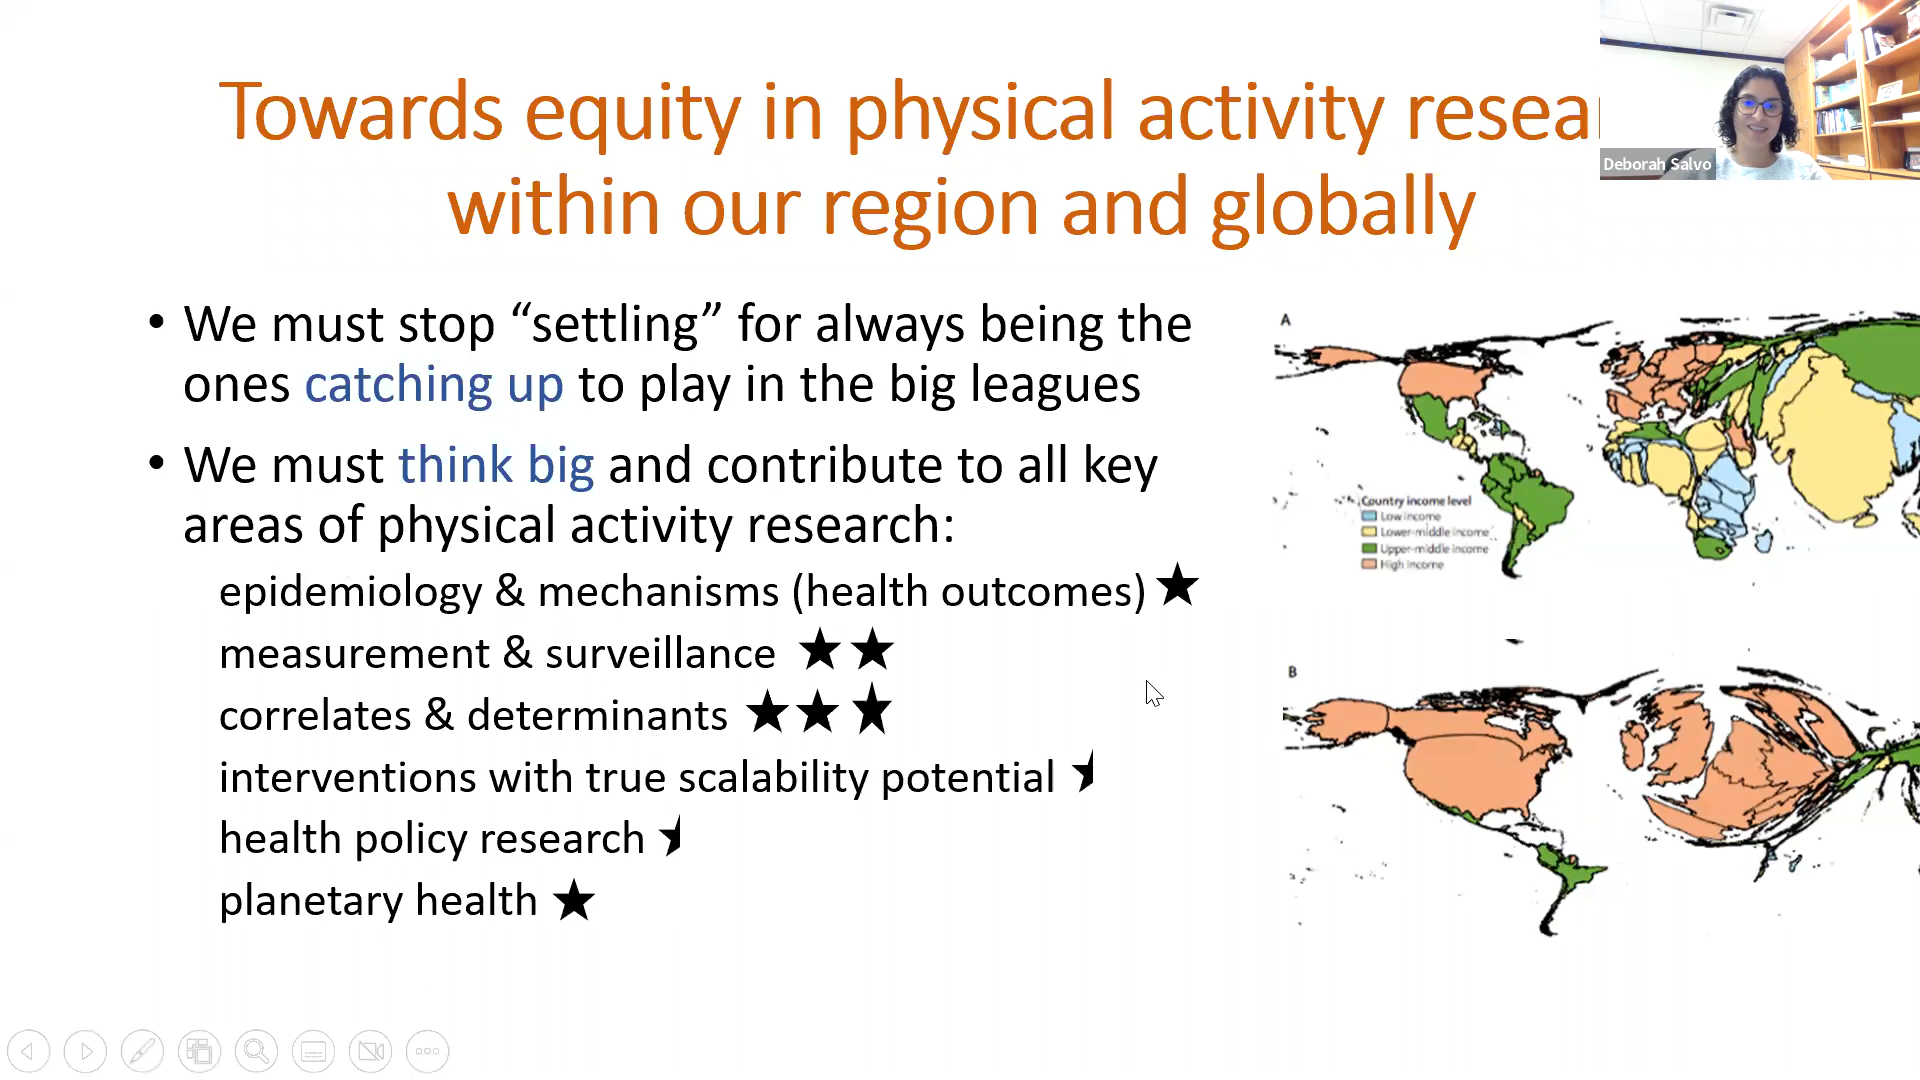 Towards equity in physical activity resear
within our region and globally
Deborah Salvo
• We must stop “settling” for always being the
ones catching up to play in the big leagues
• We must think big and contribute to all key
areas of physical activity research:
epidemiology & mechanisms (health outcomes) ★
measurement & surveillance ★★
correlates & determinants ★★★
interventions with true scalability potential
health policy research
planetary health ★
A
Country income level
Low income
Lower-middle income
Upper-middle income
High income
B